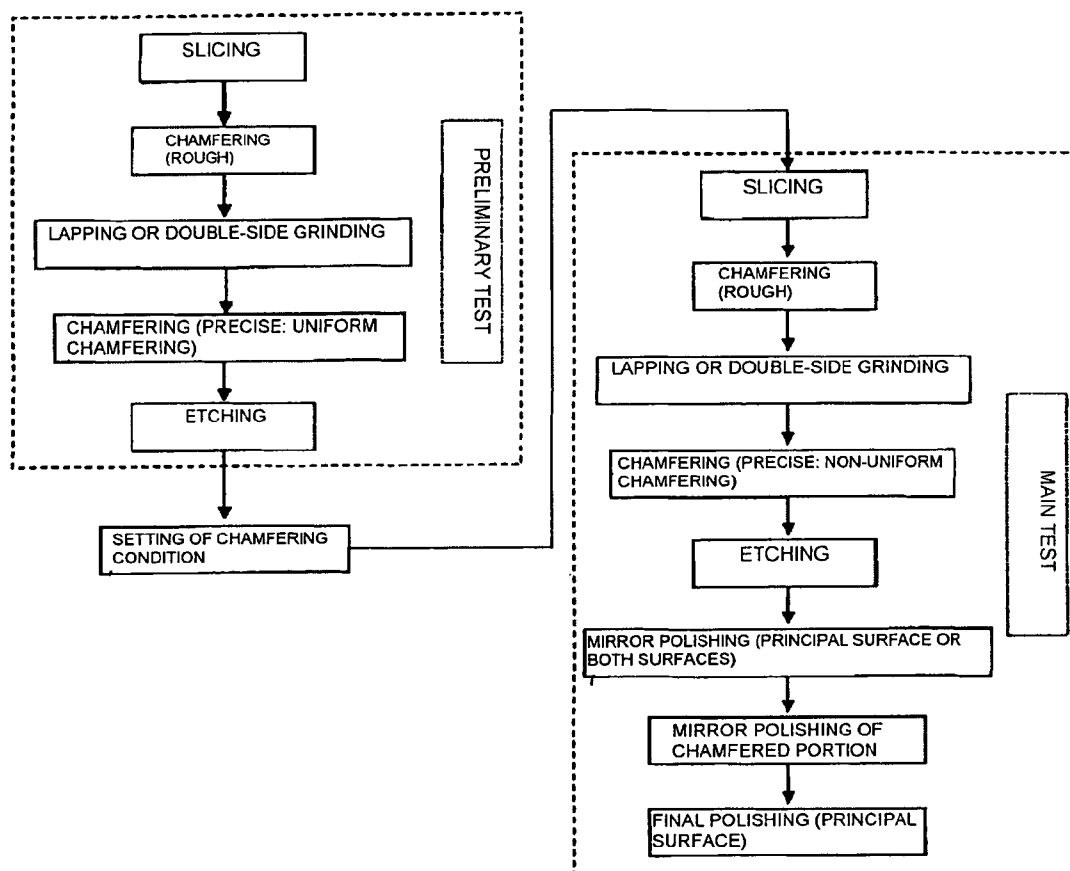 SLICING
CHAMFERING
(ROUGH)
LAPPING OR DOUBLE-SIDE GRINDING
CHAMFERING (PRECISE: UNIFORM
CHAMFERING)
ETCHING
PRELIMINARY TEST
SETTING OF CHAMFERING
CONDITION
SLICING
CHAMFERING
(ROUGH)
LAPPING OR DOUBLE-SIDE GRINDING
CHAMFERING (PRECISE: NON-UNIFORM
CHAMFERING)
ETCHING
MIRROR POLISHING (PRINCIPAL SURFACE OR
BOTH SURFACES)
MIRROR POLISHING OF
CHAMFERED PORTION
FINAL POLISHING (PRINCIPAL
SURFACE)
MAIN TEST